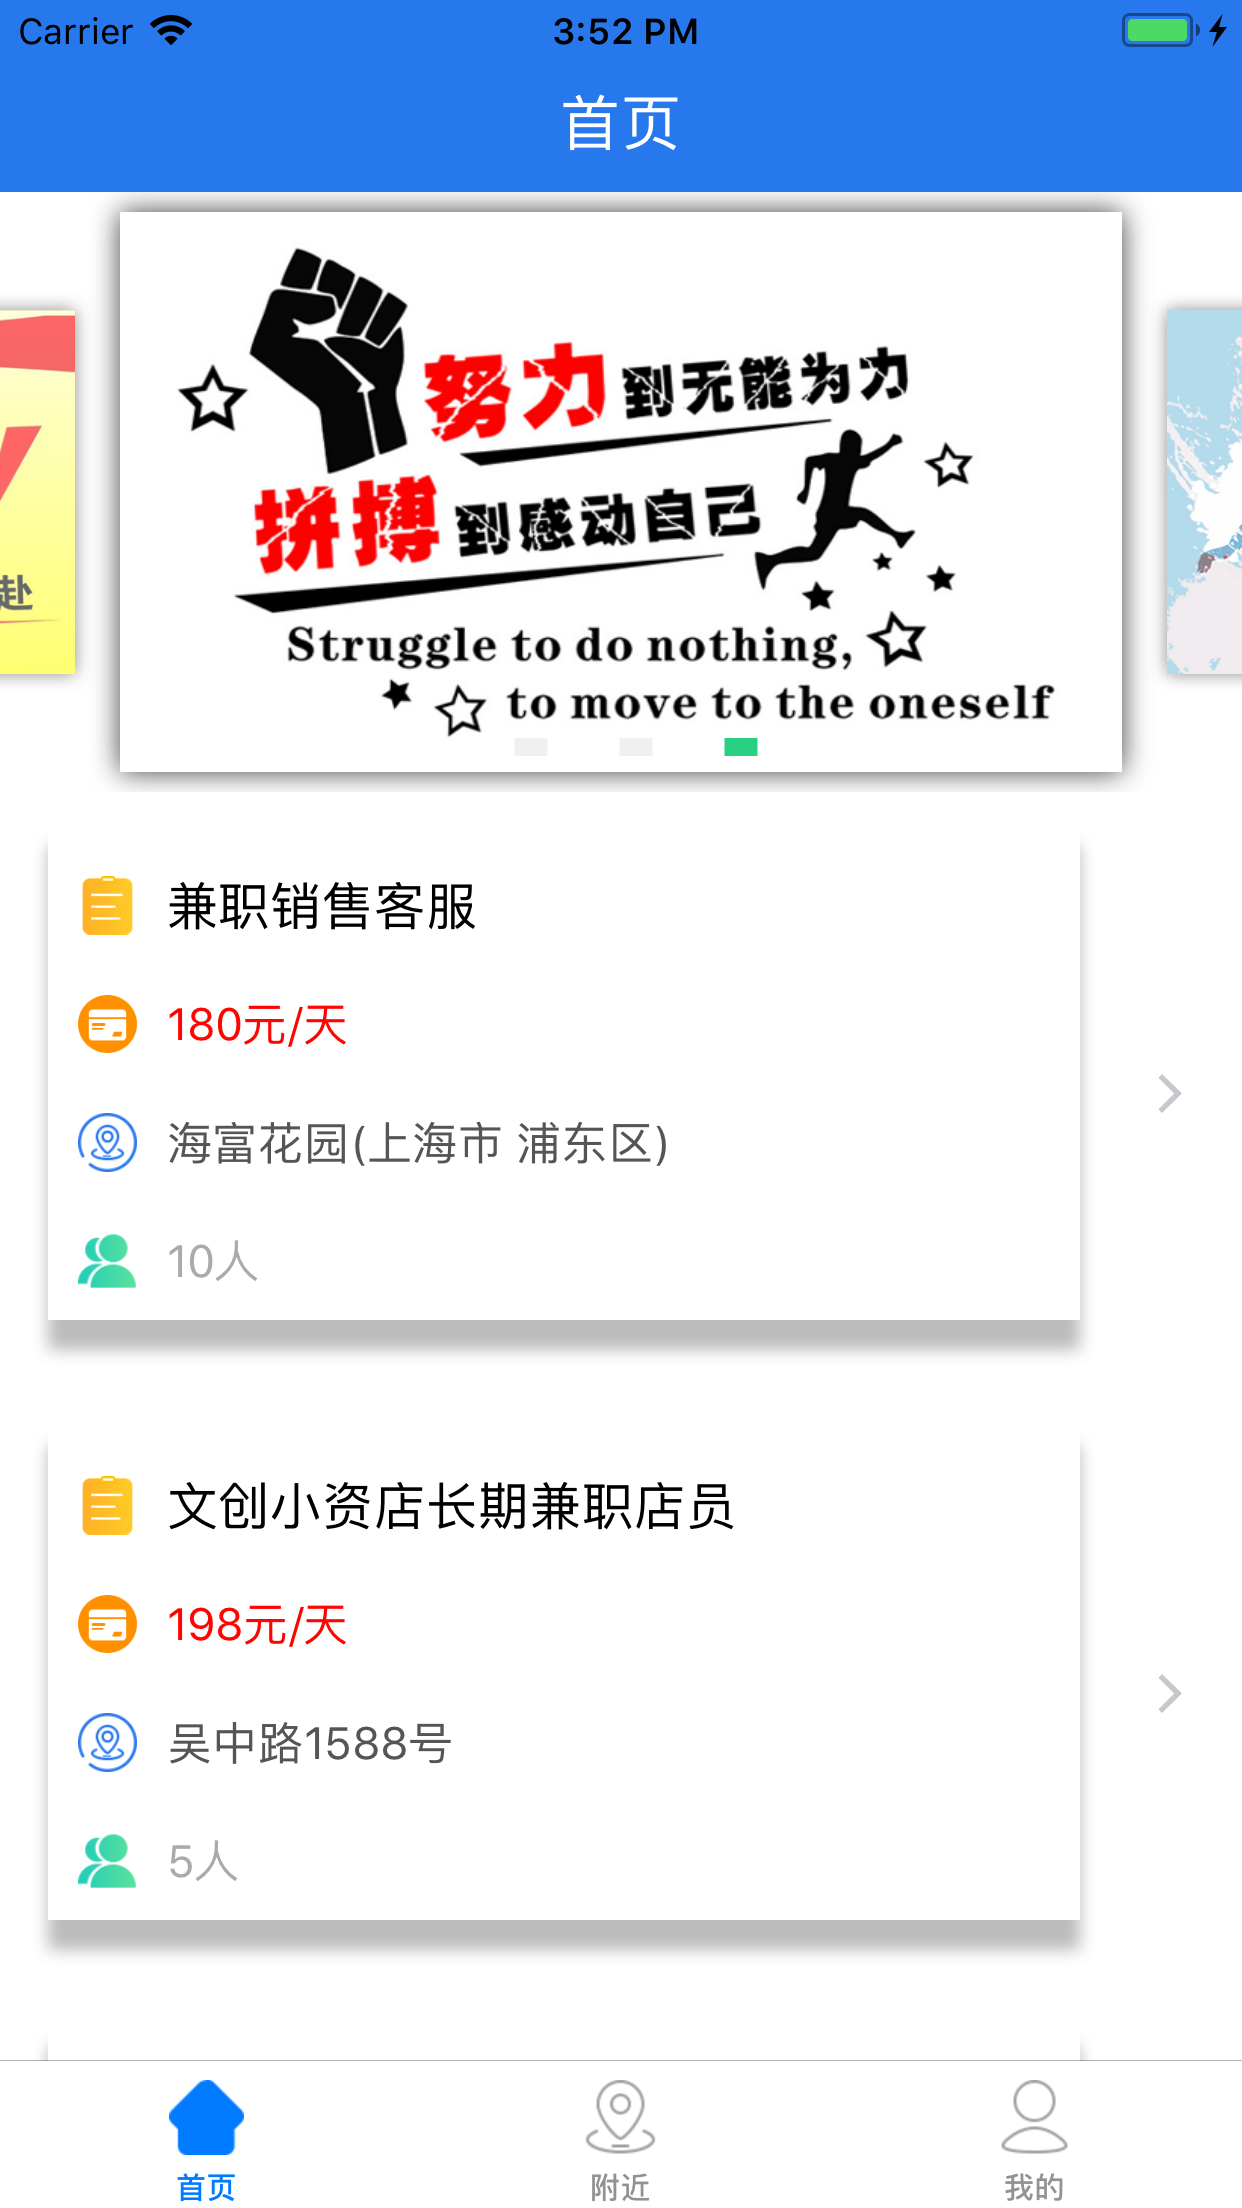 Carrier 3:52 PM
首页
努力到无能为力
拼搏到感动自己
Struggle to do nothing,
to move to the oneself
赴
兼职销售客服
180元/天
海富花园(上海市 浦东区)
10人
文创小资店长期兼职店员
198元/天
吴中路1588号
5人
首页 附近 我的